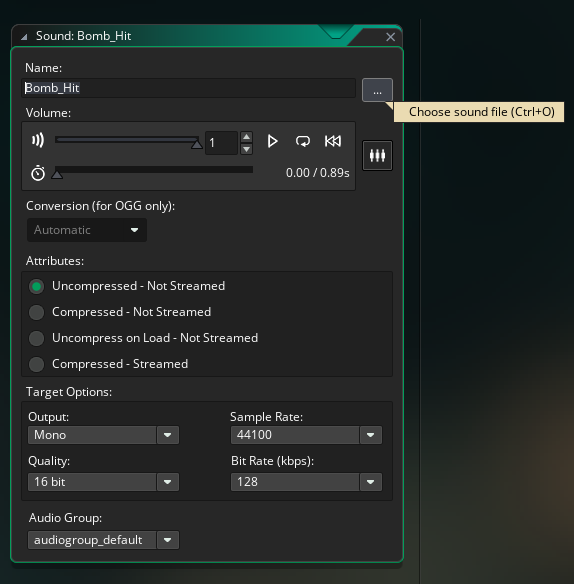 Sound: Bomb_Hit
Name:
Bomb_Hit
...
Choose sound file (Ctrl+O)
Volume:
1
0.00 / 0.89s
Conversion (for OGG only):
Automatic
Attributes:
Uncompressed - Not Streamed
Compressed - Not Streamed
Uncompress on Load - Not Streamed
Compressed - Streamed
Target Options:
Output: Sample Rate:
Mono 44100
Quality: Bit Rate (kbps):
16 bit 128
Audio Group:
audiogroup_default